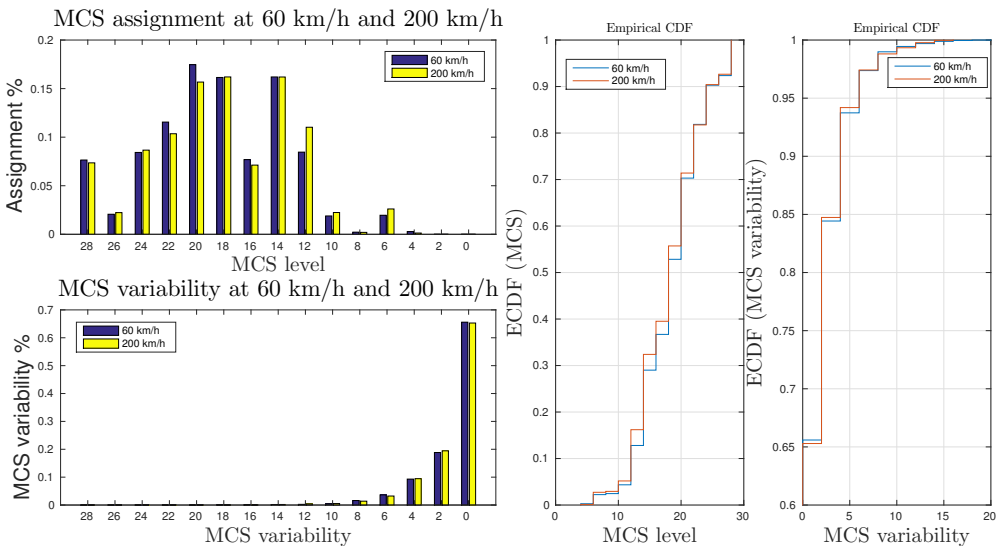 MCS assignment at 60 km/h and 200 km/h
Assignment %
0.2
0.15
0.1
0.05
0
60 km/h
200 km/h
28 26 24 22 20 18 16 14 12 10 8 6 4 2 0
MCS level
MCS variability at 60 km/h and 200 km/h
MCS variability %
0.7
0.6
0.5
0.4
0.3
0.2
0.1
0
60 km/h
200 km/h
28 26 24 22 20 18 16 14 12 10 8 6 4 2 0
MCS variability
Empirical CDF
ECDF (MCS)
1
0.9
0.8
0.7
0.6
0.5
0.4
0.3
0.2
0.1
0
60 km/h
200 km/h
0 10 20 30
MCS level
Empirical CDF
ECDF (MCS variability)
1
0.95
0.9
0.85
0.8
0.75
0.7
0.65
0.6
60 km/h
200 km/h
0 5 10 15 20
MCS variability